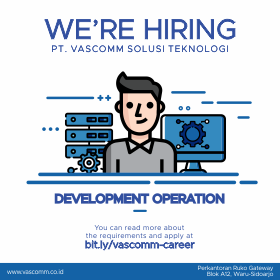 WE'RE HIRING
PT. VASCOMM SOLUSI TEKNOLOGI
DEVELOPMENT OPERATION
You can read more about
the requirements and apply at
bit.ly/vascomm-career
www.vascomm.co.id
Perkantoran Ruko Gateway
Blok A12, Waru-Sidoarjo